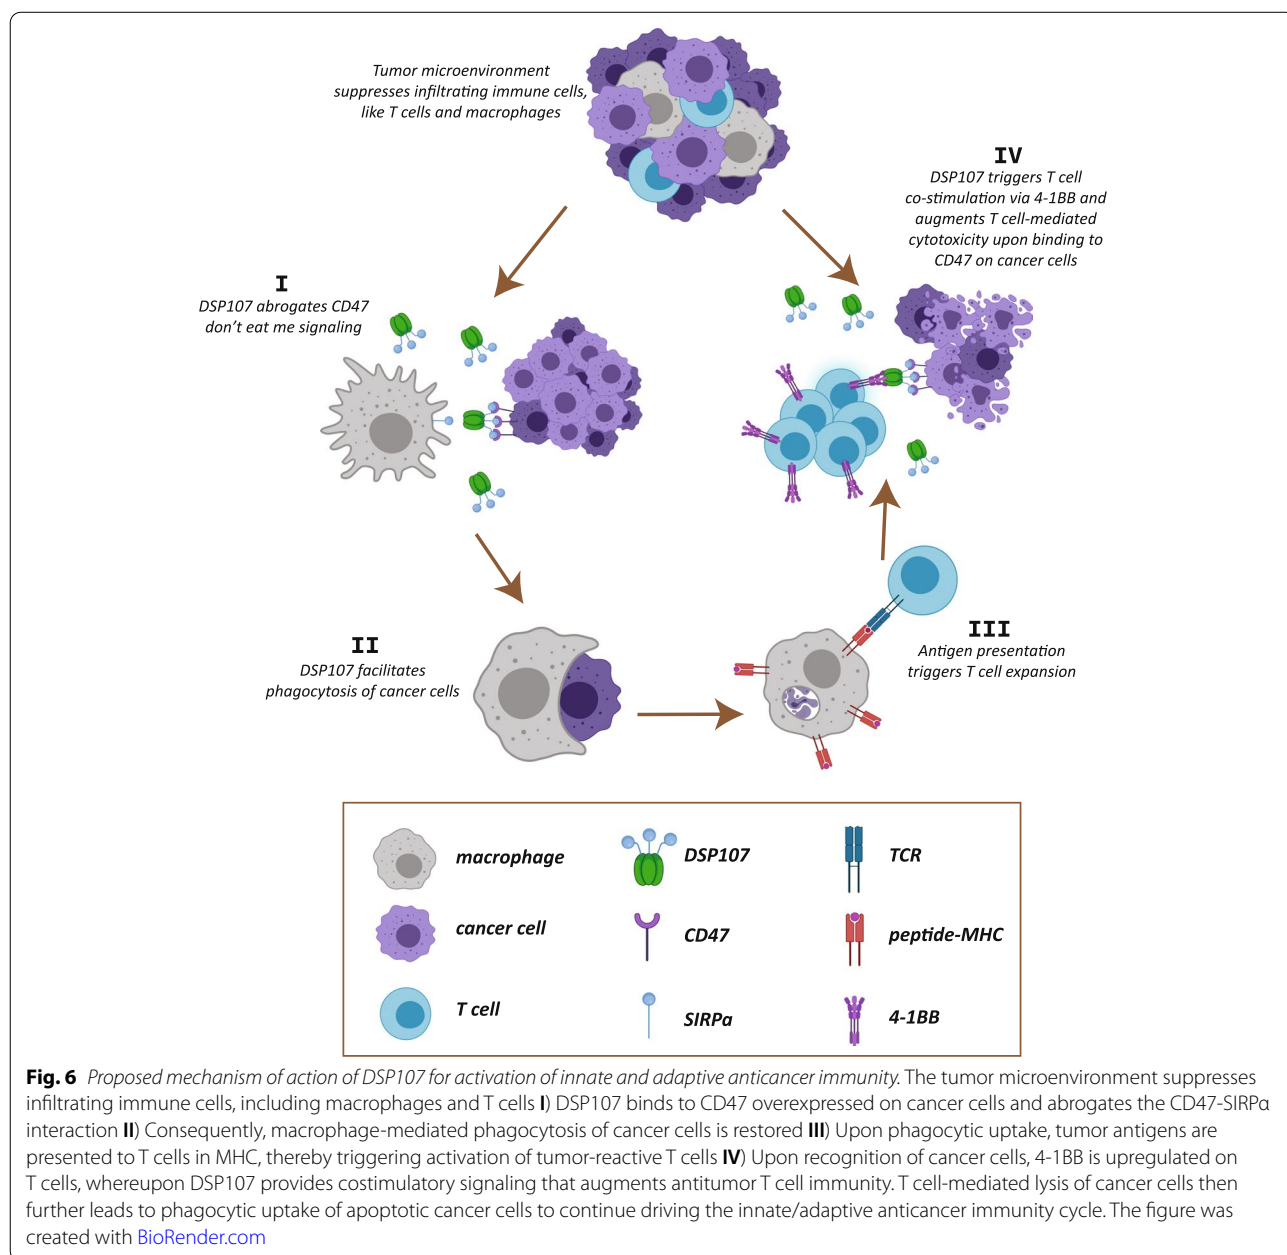 Tumor microenvironment
suppresses infiltrating immune cells,
like T cells and macrophages
I
DSP107 abrogates CD47
don't eat me signaling
IV
DSP107 triggers T cell
co-stimulation via 4-1BB and
augments T cell-mediated
cytotoxicity upon binding to
CD47 on cancer cells
II
DSP107 facilitates
phagocytosis of cancer cells
III
Antigen presentation
triggers T cell expansion
macrophage
DSP107
TCR
cancer cell
CD47
peptide-MHC
T cell
SIRPα
4-1BB
Fig. 6 Proposed mechanism of action of DSP107 for activation of innate and adaptive anticancer immunity. The tumor microenvironment suppresses
infiltrating immune cells, including macrophages and T cells I) DSP107 binds to CD47 overexpressed on cancer cells and abrogates the CD47-SIRPα
interaction II) Consequently, macrophage-mediated phagocytosis of cancer cells is restored III) Upon phagocytic uptake, tumor antigens are
presented to T cells in MHC, thereby triggering activation of tumor-reactive T cells IV) Upon recognition of cancer cells, 4-1BB is upregulated on
T cells, whereupon DSP107 provides costimulatory signaling that augments antitumor T cell immunity. T cell-mediated lysis of cancer cells then
further leads to phagocytic uptake of apoptotic cancer cells to continue driving the innate/adaptive anticancer immunity cycle. The figure was
created with BioRender.com